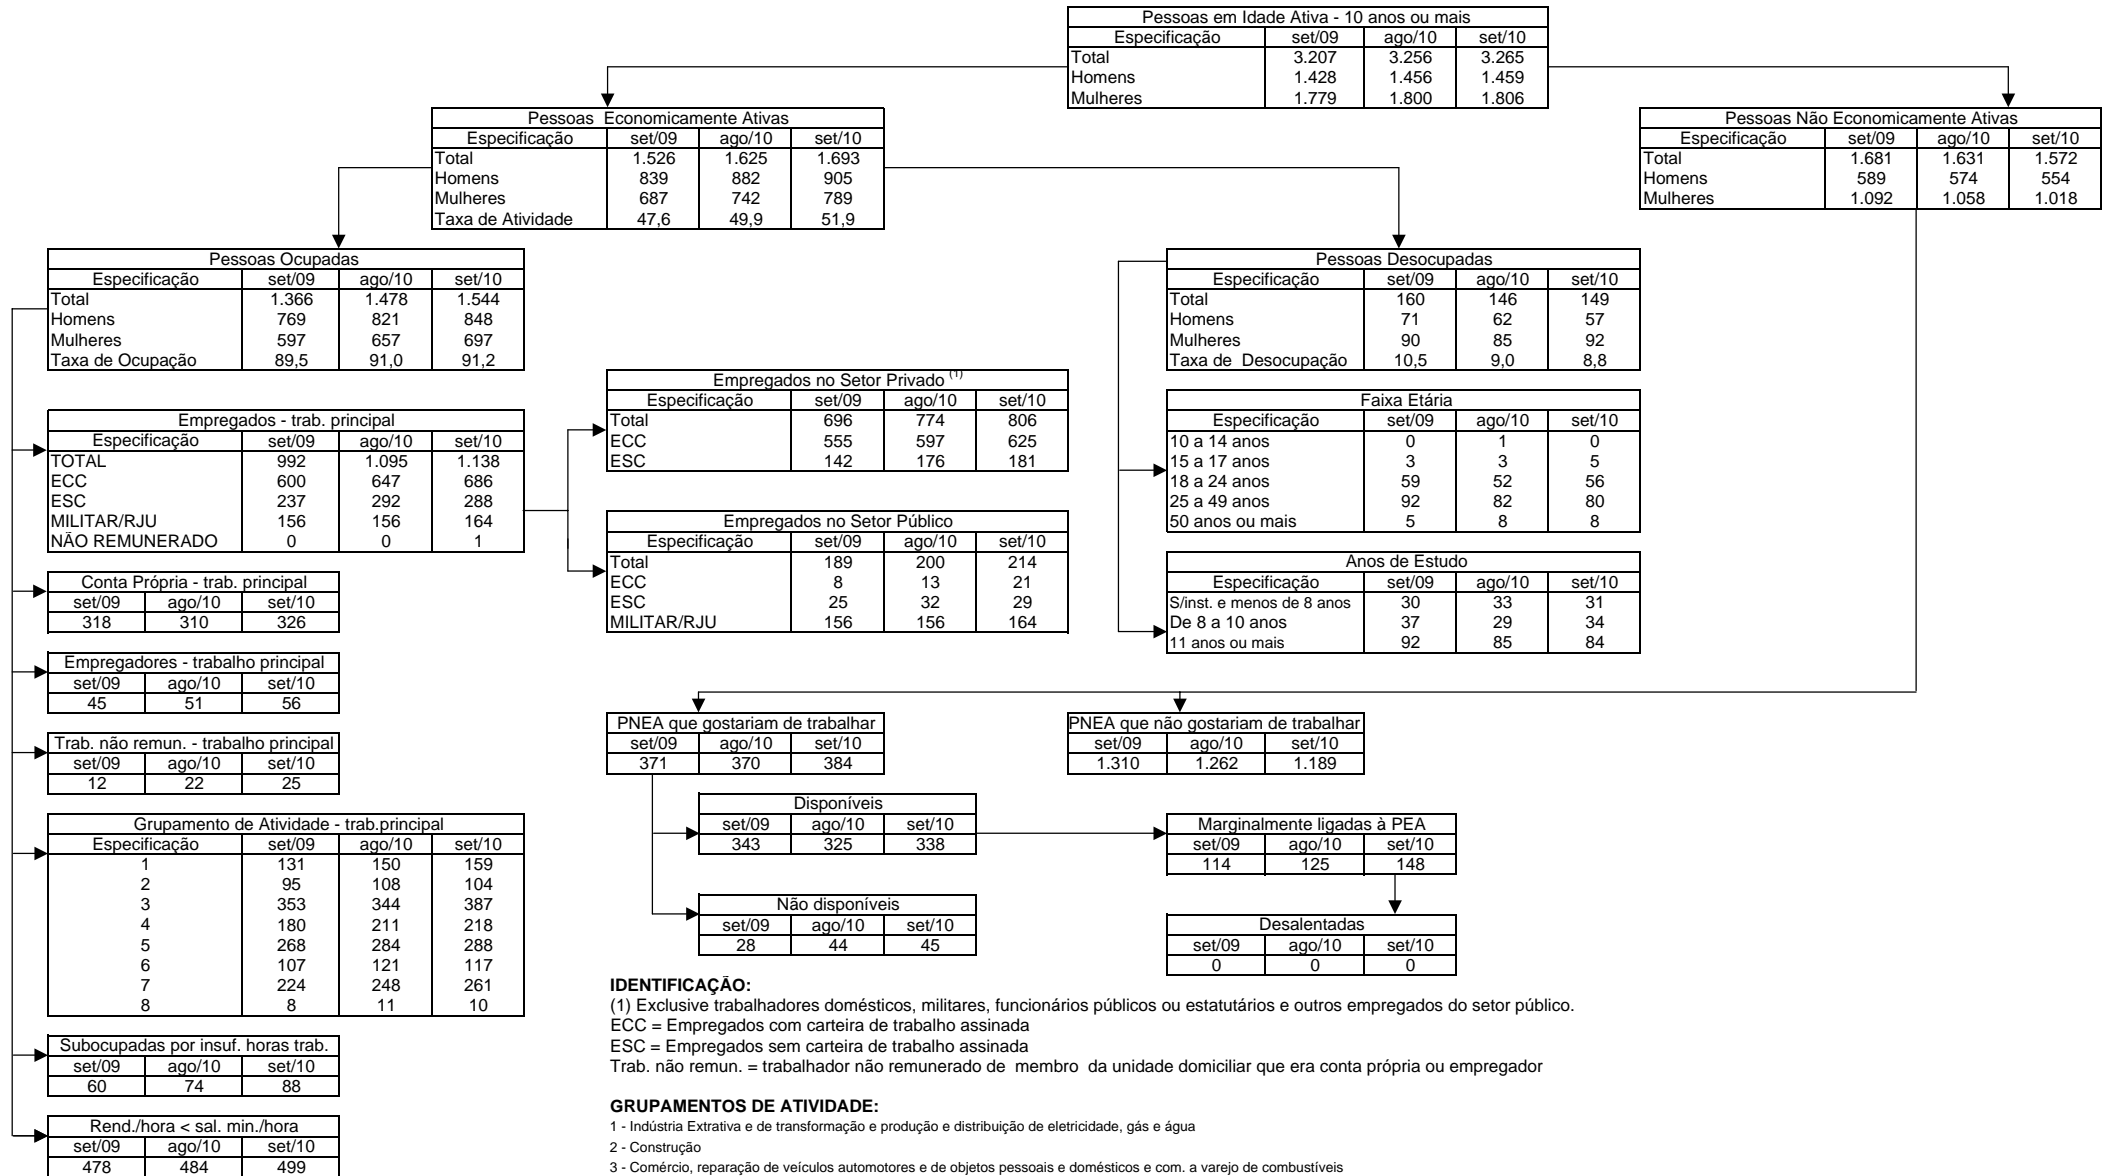 Pessoas em Idade Ativa - 10 anos ou mais
Especificação set/09 ago/10 set/10
Total 3.207 3.256 3.265
Homens 1.428 1.456 1.459
Mulheres 1.779 1.800 1.806
Pessoas Economicamente Ativas
Especificação set/09 ago/10 set/10
Total 1.526 1.625 1.693
Homens 839 882 905
Mulheres 687 742 789
Taxa de Atividade 47,6 49,9 51,9
Pessoas Não Economicamente Ativas
Especificação set/09 ago/10 set/10
Total 1.681 1.631 1.572
Homens 589 574 554
Mulheres 1.092 1.058 1.018
Pessoas Ocupadas
Especificação set/09 ago/10 set/10
Total 1.366 1.478 1.544
Homens 769 821 848
Mulheres 597 657 697
Taxa de Ocupação 89,5 91,0 91,2
Pessoas Desocupadas
Especificação set/09 ago/10 set/10
Total 160 146 149
Homens 71 62 57
Mulheres 90 85 92
Taxa de Desocupação 10,5 9,0 8,8
Empregados - trab. principal
Especificação set/09 ago/10 set/10
TOTAL 992 1.095 1.138
ECC 600 647 686
ESC 237 292 288
MILITAR/RJU 156 156 164
NÃO REMUNERADO 0 0 1
Empregados no Setor Privado (1)
Especificação set/09 ago/10 set/10
Total 696 774 806
ECC 555 597 625
ESC 142 176 181
Empregados no Setor Público
Especificação set/09 ago/10 set/10
Total 189 200 214
ECC 8 13 21
ESC 25 32 29
MILITAR/RJU 156 156 164
Faixa Etária
Especificação set/09 ago/10 set/10
10 a 14 anos 0 1 0
15 a 17 anos 3 3 5
18 a 24 anos 59 52 56
25 a 49 anos 92 82 80
50 anos ou mais 5 8 8
Anos de Estudo
Especificação set/09 ago/10 set/10
S/inst. e menos de 8 anos 30 33 31
De 8 a 10 anos 37 29 34
11 anos ou mais 92 85 84
Conta Própria - trab. principal
set/09 ago/10 set/10
318 310 326
Empregadores - trabalho principal
set/09 ago/10 set/10
45 51 56
Trab. não remun. - trabalho principal
set/09 ago/10 set/10
12 22 25
Grupamento de Atividade - trab.principal
Especificação set/09 ago/10 set/10
1 131 150 159
2 95 108 104
3 353 344 387
4 180 211 218
5 268 284 288
6 107 121 117
7 224 248 261
8 8 11 10
Subocupadas por insuf. horas trab.
set/09 ago/10 set/10
60 74 88
Rend./hora < sal. min./hora
set/09 ago/10 set/10
478 484 499
PNEA que gostariam de trabalhar
set/09 ago/10 set/10
371 370 384
PNEA que não gostariam de trabalhar
set/09 ago/10 set/10
1.310 1.262 1.189
Disponíveis
set/09 ago/10 set/10
343 325 338
Marginalmente ligadas à PEA
set/09 ago/10 set/10
114 125 148
Não disponíveis
set/09 ago/10 set/10
28 44 45
Desalentadas
set/09 ago/10 set/10
0 0 0
IDENTIFICAÇÃO:
(1) Exclusive trabalhadores domésticos, militares, funcionários públicos ou estatutários e outros empregados do setor público.
ECC = Empregados com carteira de trabalho assinada
ESC = Empregados sem carteira de trabalho assinada
Trab. não remun. = trabalhador não remunerado de membro da unidade domiciliar que era conta própria ou empregador
GRUPAMENTOS DE ATIVIDADE:
1 - Indústria Extrativa e de transformação e produção e distribuição de eletricidade, gás e água
2 - Construção
3 - Comércio, reparação de veículos automotores e de objetos pessoais e domésticos e com. a varejo de combustíveis